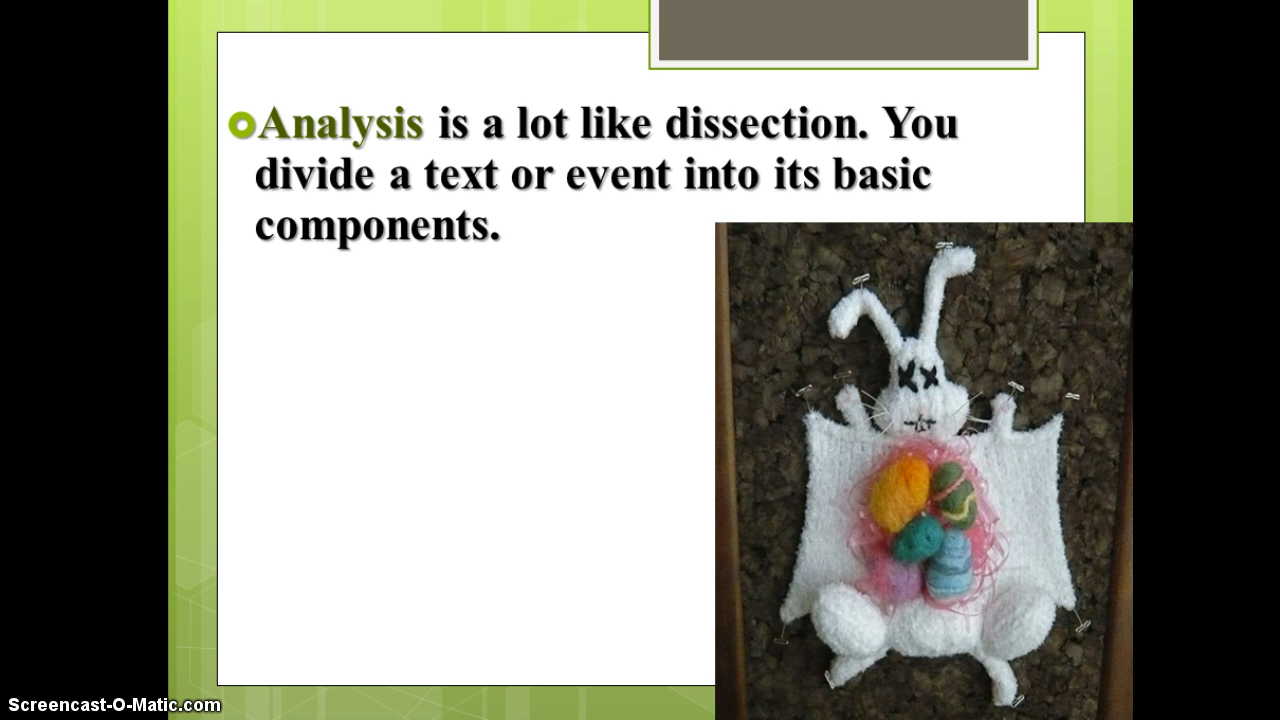 Analysis is a lot like dissection. You
divide a text or event into its basic
components.
Screencast-O-Matic.com